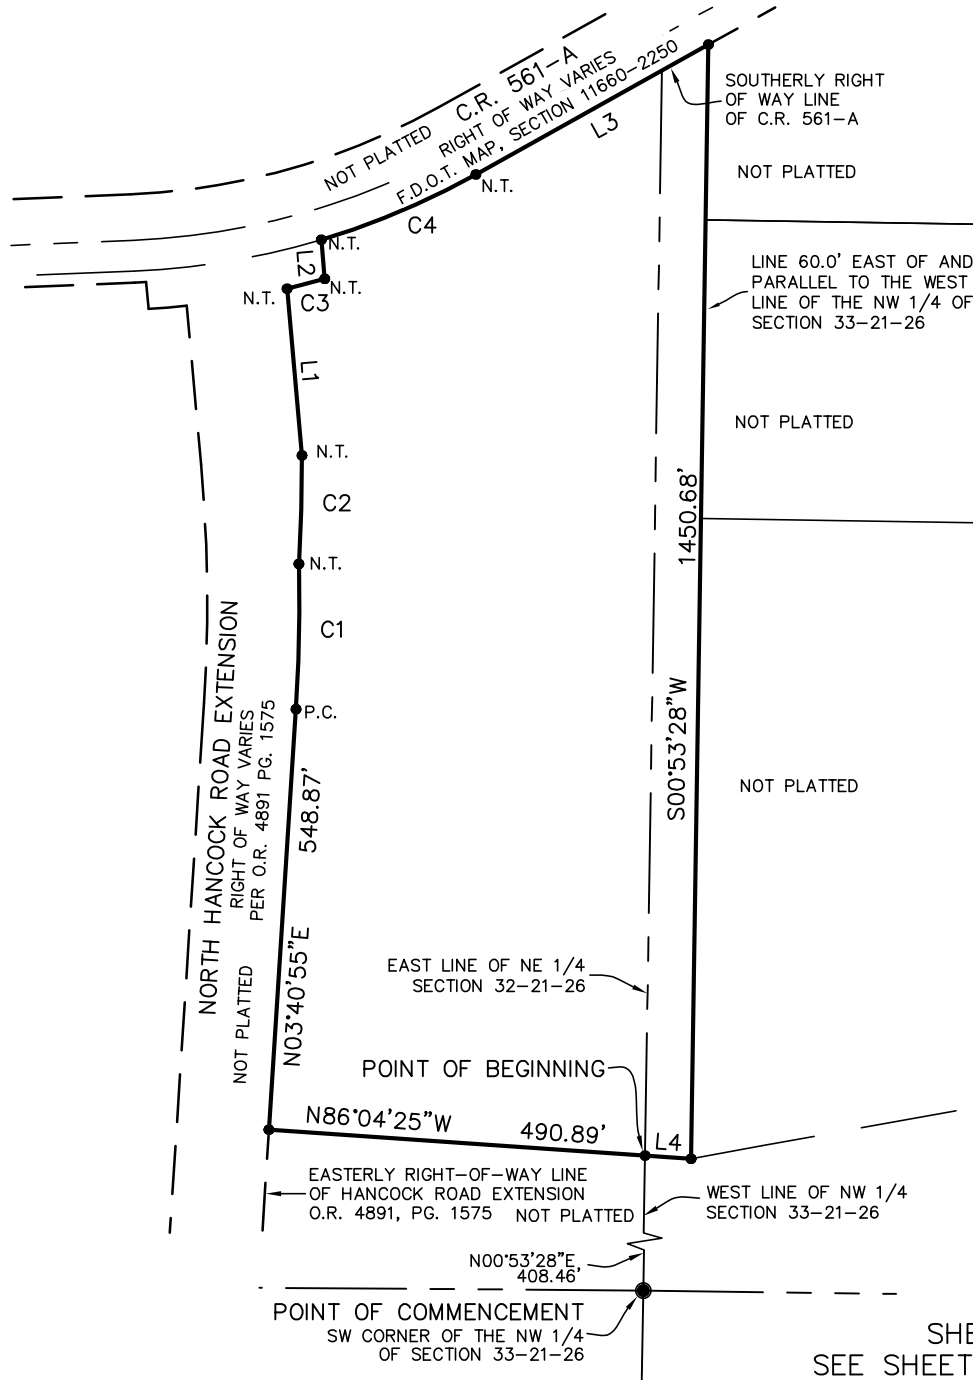 C.R. 561-A
NOT PLATTED
RIGHT OF WAY VARIES
F.D.O.T. MAP, SECTION 11660-2250
L3
SOUTHERLY RIGHT
OF WAY LINE
OF C.R. 561-A
NOT PLATTED
N.T.
C4
N.T.
L2
N.T.
N.T.
C3
LINE 60.0' EAST OF AND
PARALLEL TO THE WEST
LINE OF THE NW 1/4 OF
SECTION 33-21-26
L1
NOT PLATTED
N.T.
C2
1450.68'
N.T.
C1
P.C.
NORTH HANCOCK ROAD EXTENSION
RIGHT OF WAY VARIES
PER O.R. 4891 PG. 1575
NOT PLATTED
548.87'
N03°40'55"E
S00°53'28"W
NOT PLATTED
EAST LINE OF NE 1/4
SECTION 32-21-26
POINT OF BEGINNING
N86°04'25"W
490.89'
L4
EASTERLY RIGHT-OF-WAY LINE
OF HANCOCK ROAD EXTENSION
O.R. 4891, PG. 1575
NOT PLATTED
WEST LINE OF NW 1/4
SECTION 33-21-26
N00°53'28"E,
408.46'
POINT OF COMMENCEMENT
SW CORNER OF THE NW 1/4
OF SECTION 33-21-26
SHE
SEE SHEET